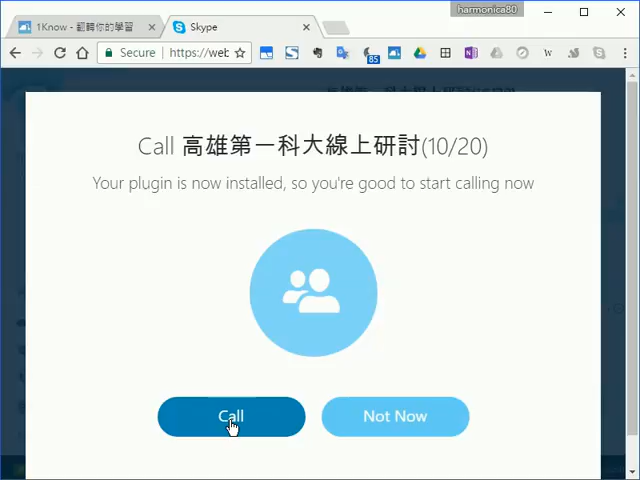 harmonica80
1Know - 翻轉你的學習
Skype
Secure
https://web
85
Call 高雄第一科大線上研討(10/20)
Your plugin is now installed, so you're good to start calling now
Call
Not Now